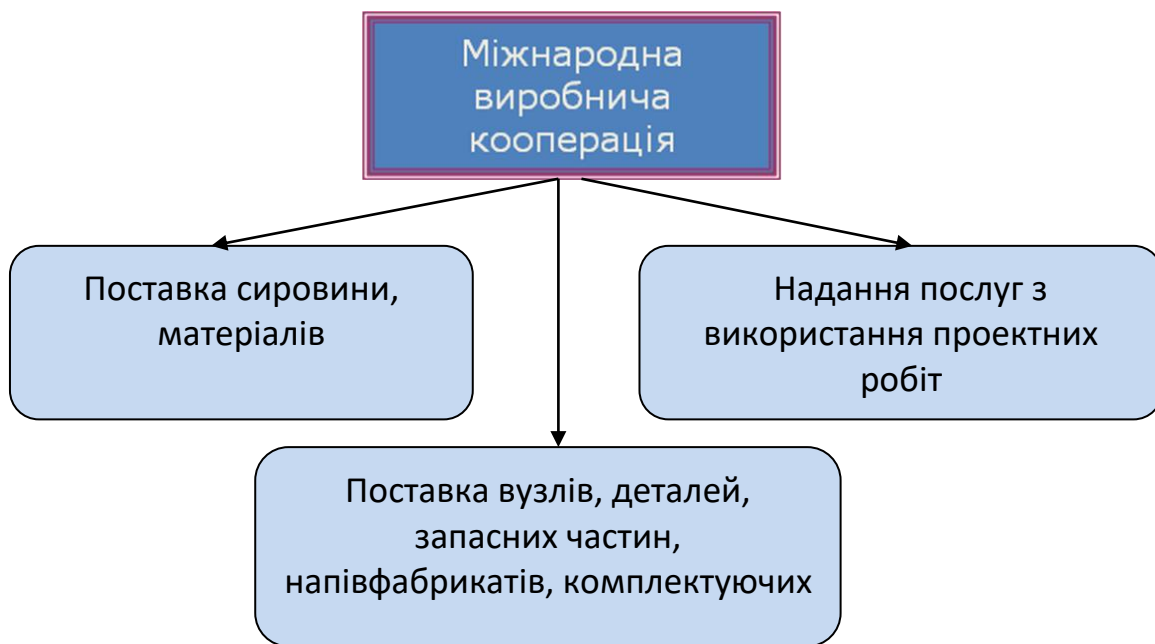 Міжнародна
виробнича
кооперація
Поставка сировини,
матеріалів
Надання послуг з
використання проектних
робіт
Поставка вузлів, деталей,
запасних частин,
напівфабрикатів, комплектуючих